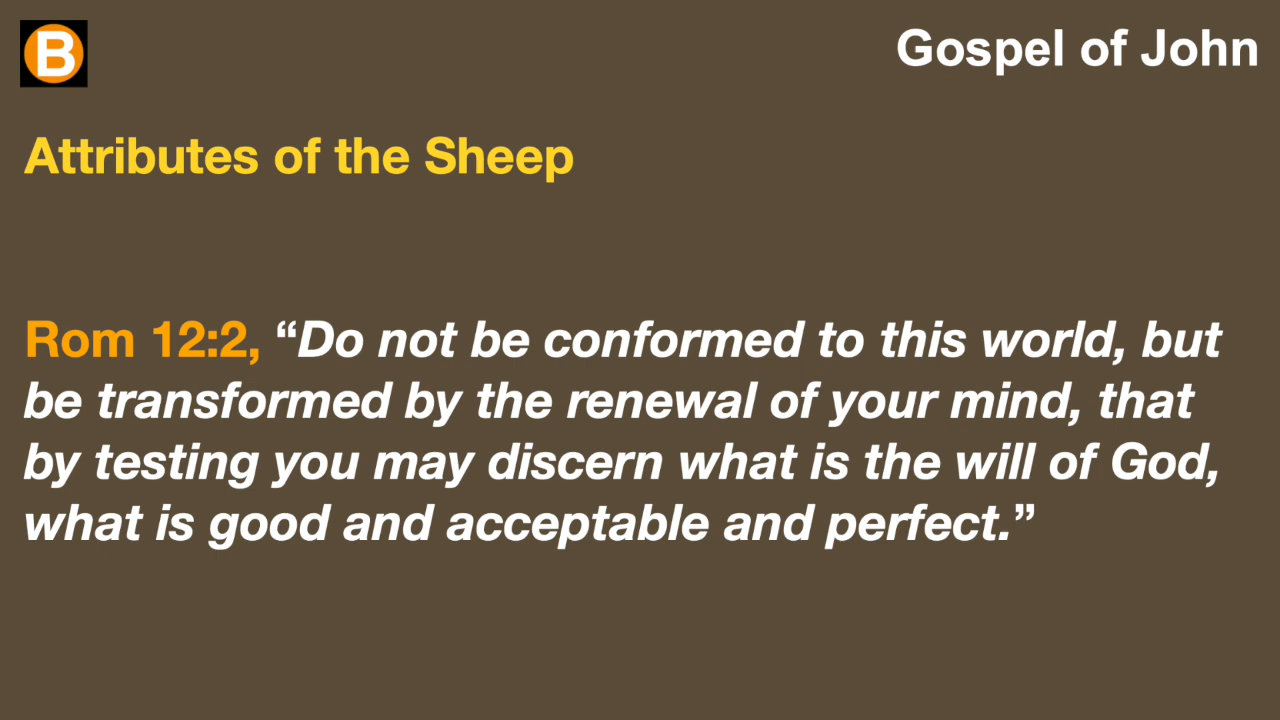 B
Gospel of John
Attributes of the Sheep
Rom 12:2, “Do not be conformed to this world, but
be transformed by the renewal of your mind, that
by testing you may discern what is the will of God,
what is good and acceptable and perfect.”